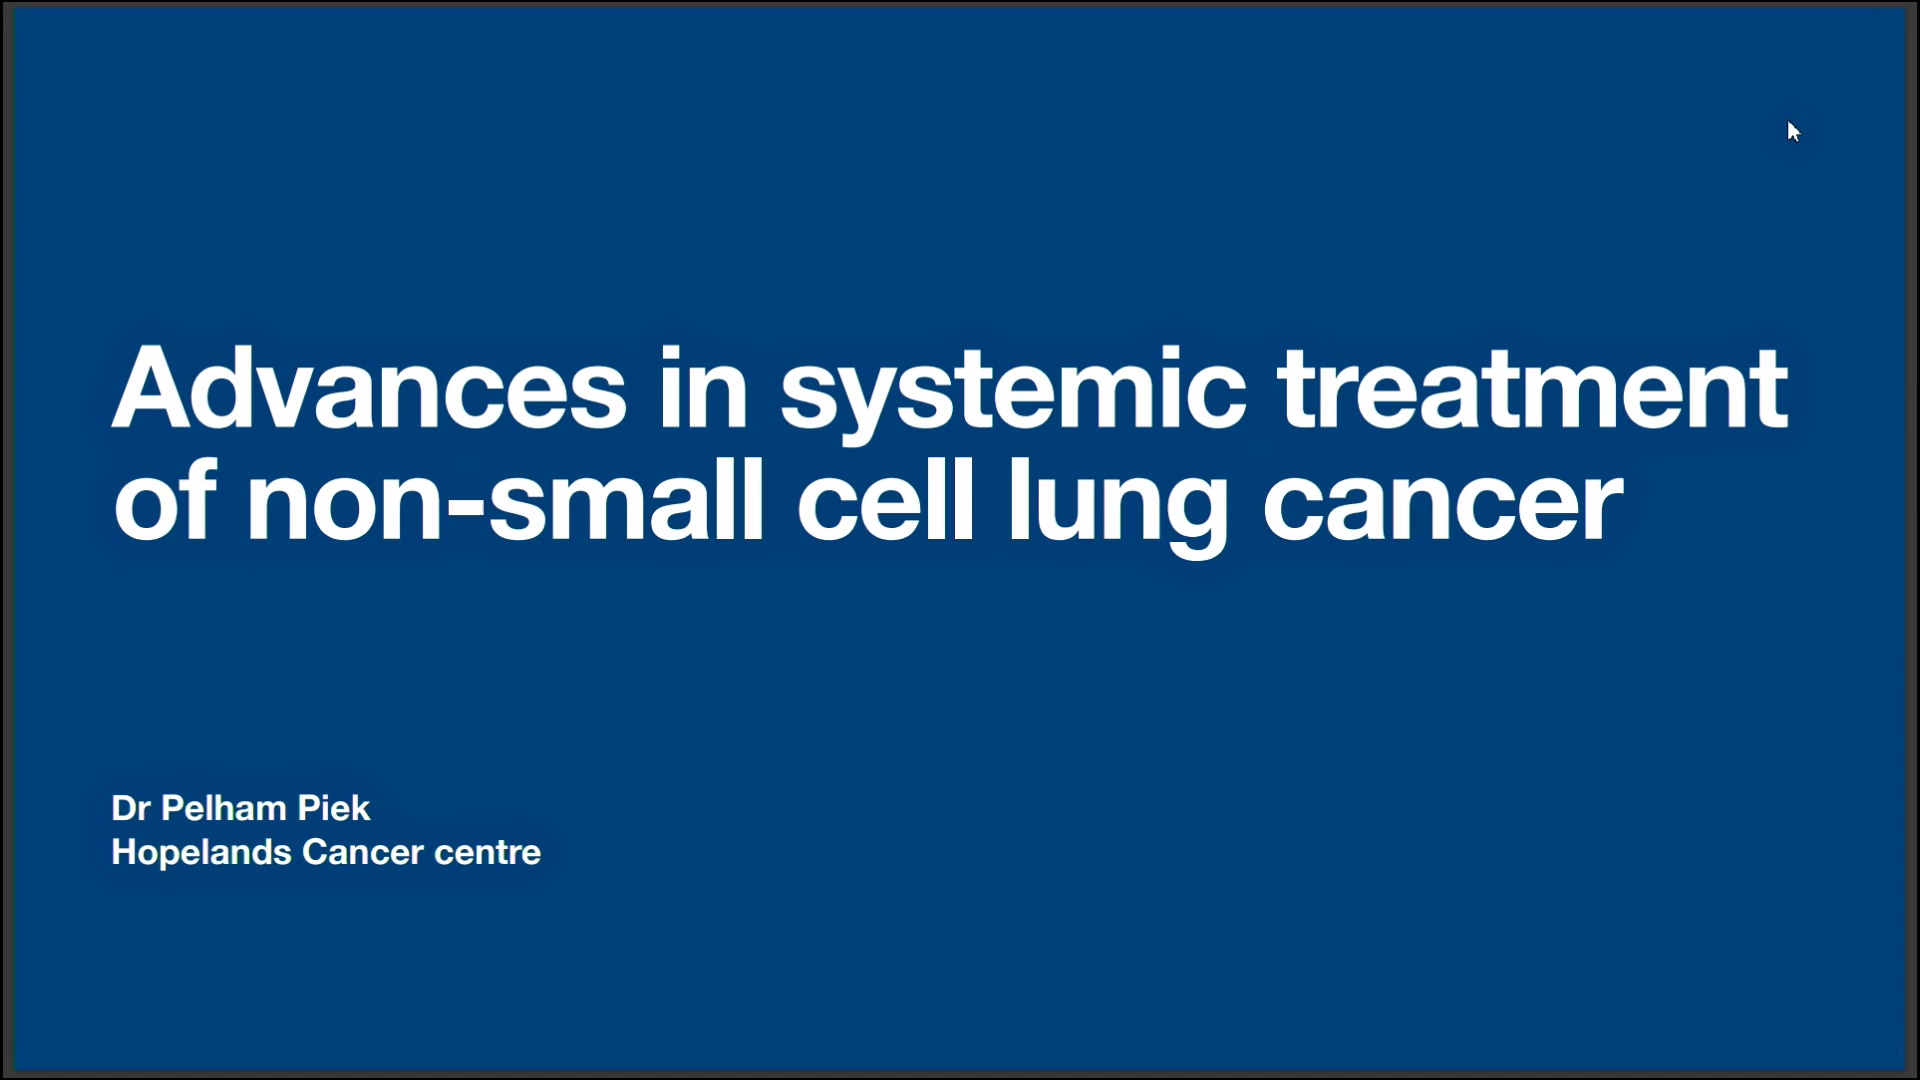 Advances in systemic treatment
of non-small cell lung cancer
Dr Pelham Piek
Hopelands Cancer centre